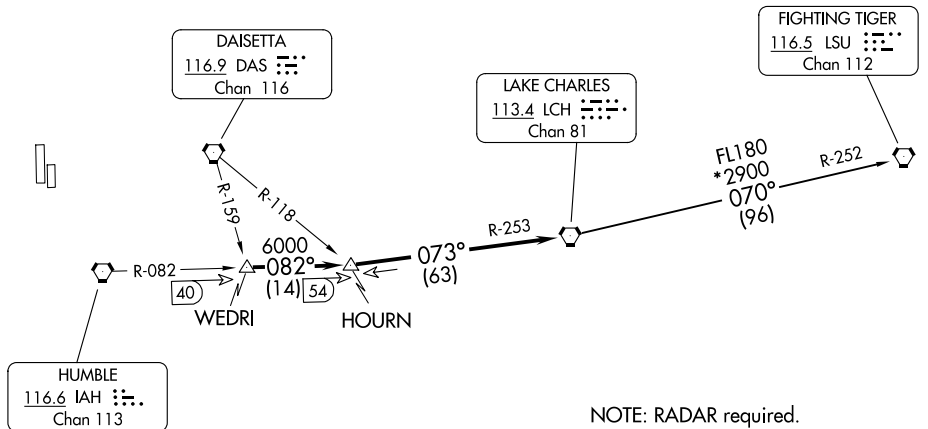 FIGHTING TIGER
116.5 LSU
Chan 112
DAISETTA
116.9 DAS
Chan 116
LAKE CHARLES
113.4 LCH
Chan 81
FL180
*2900
070°
(96)
R-252
R-159
R-118
R-253
073°
(63)
6000
082°
(14)
R-082
40
54
WEDRI
HOURN
HUMBLE
116.6 IAH
Chan 113
NOTE: RADAR required.